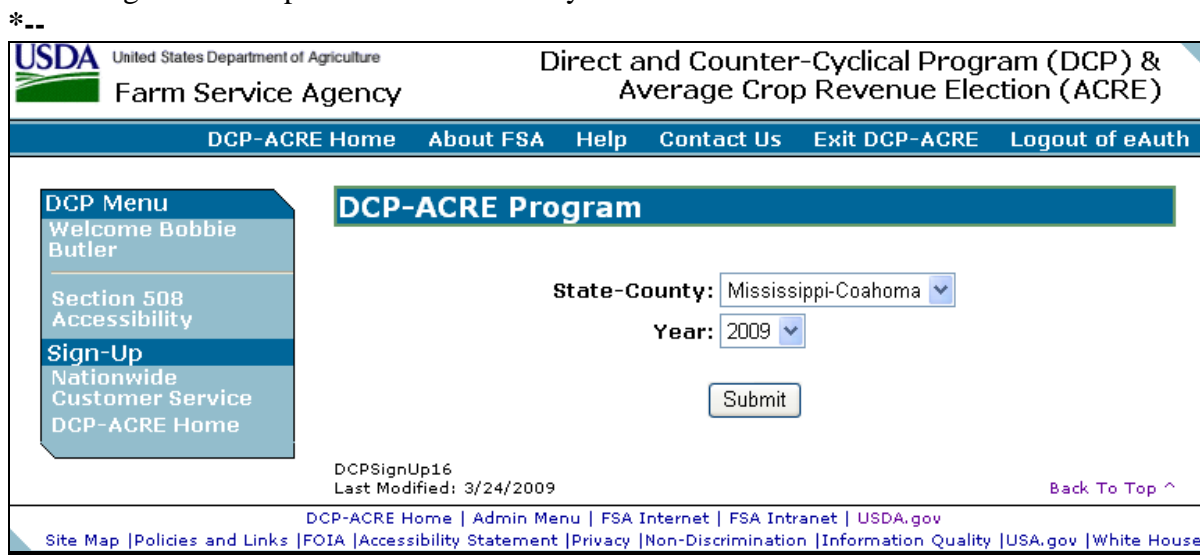 *--
USDA United States Department of Agriculture
Farm Service Agency
Direct and Counter-Cyclical Program (DCP) &
Average Crop Revenue Election (ACRE)
DCP-ACRE Home About FSA Help Contact Us Exit DCP-ACRE Logout of eAuth
DCP Menu
Welcome Bobbie
Butler
Section 508
Accessibility
Sign-Up
Nationwide
Customer Service
DCP-ACRE Home
DCP-ACRE Program
State-County: Mississippi-Coahoma
Year: 2009
Submit
DCPSignUp16
Last Modified: 3/24/2009
Back To Top ^
DCP-ACRE Home | Admin Menu | FSA Internet | FSA Intranet | USDA.gov
Site Map |Policies and Links |FOIA |Accessibility Statement |Privacy |Non-Discrimination |Information Quality |USA.gov |White House